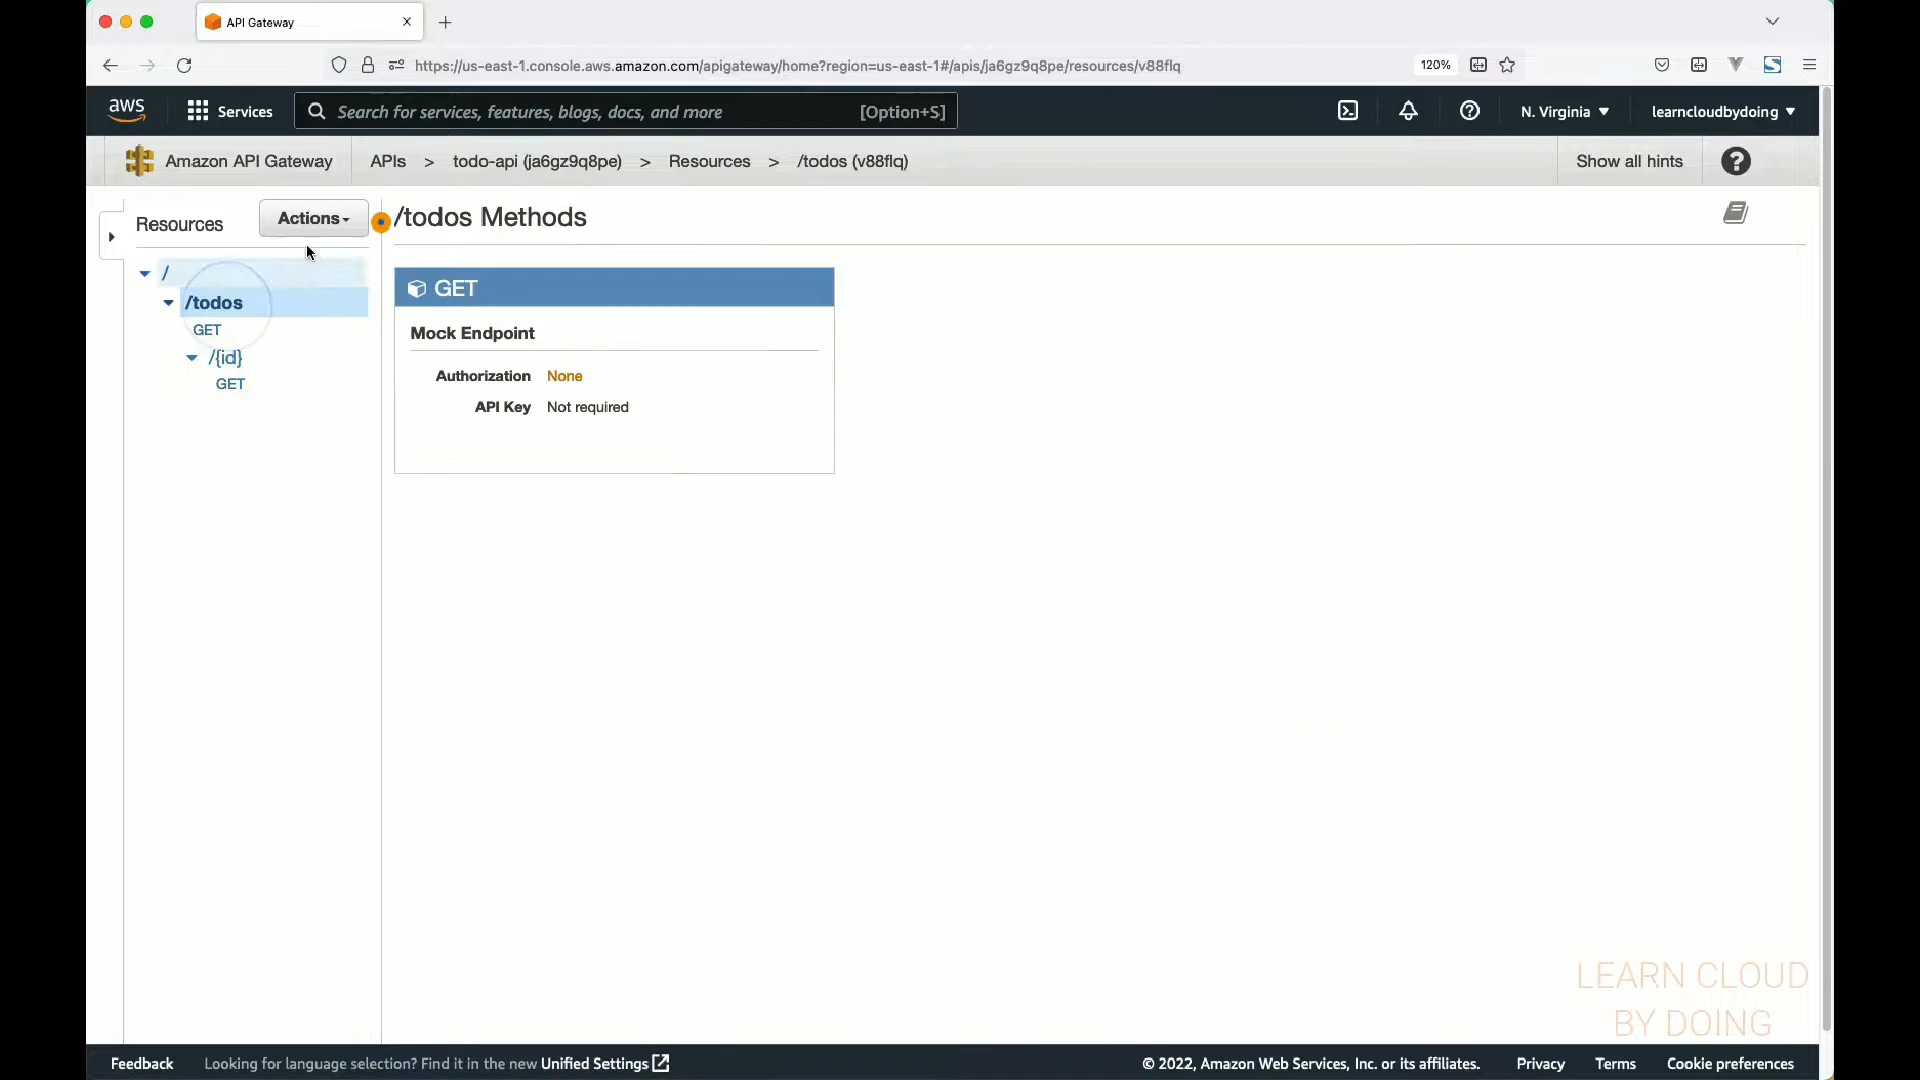 API Gateway
https://us-east-1.console.aws.amazon.com/apigateway/home?region=us-east-1#/apis/ja6gz9q8pe/resources/v88flq
120%
aws
Services
Search for services, features, blogs, docs, and more
[Option+S]
N. Virginia
learncloudbydoing
Amazon API Gateway
APIs > todo-api (ja6gz9q8pe) > Resources > /todos (v88flq)
Show all hints
Resources
Actions
/todos Methods
/
/todos
GET
/{id}
GET
GET
Mock Endpoint
Authorization None
API Key Not required
LEARN CLOUD
BY DOING
Feedback
Looking for language selection? Find it in the new Unified Settings
© 2022, Amazon Web Services, Inc. or its affiliates.
Privacy
Terms
Cookie preferences